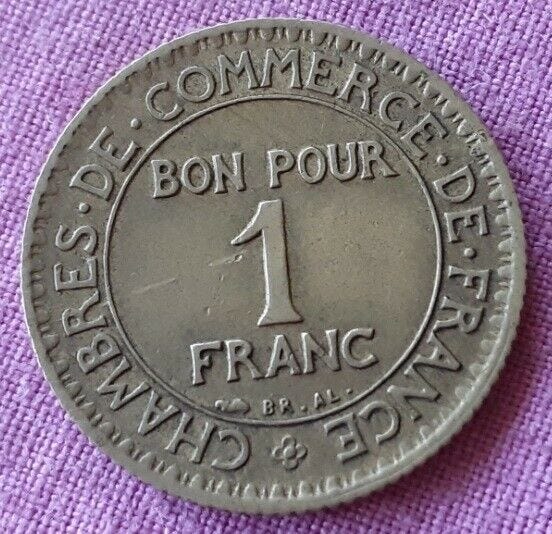 CHAMBRES·DE·COMMERCE·DE·FRANCE
BON POUR
1
FRANC
BR.AL.